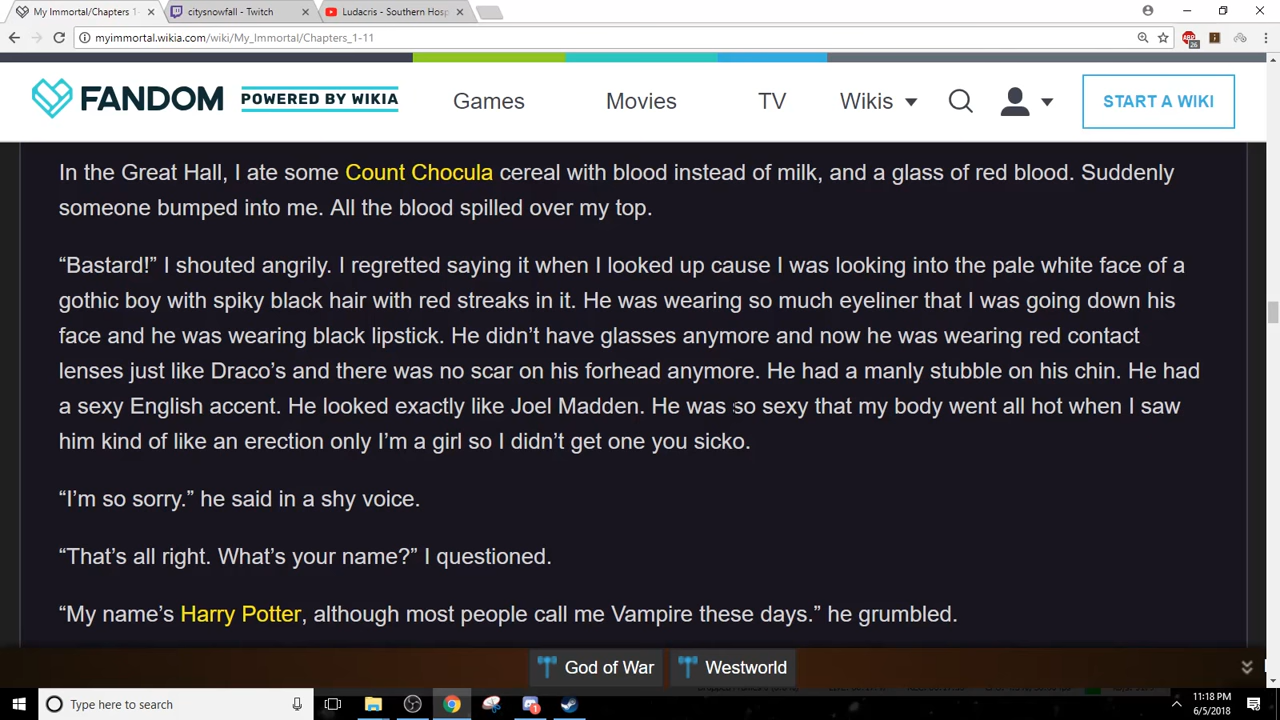 My Immortal/Chapters 1-
citysnowfall - Twitch
Ludacris - Southern Hosp
myimmortal.wikia.com/wiki/My_Immortal/Chapters_1-11
ABP
26
FANDOM
POWERED BY WIKIA
Games
Movies
TV
Wikis
START A WIKI
In the Great Hall, I ate some Count Chocula cereal with blood instead of milk, and a glass of red blood. Suddenly
someone bumped into me. All the blood spilled over my top.
“Bastard!” I shouted angrily. I regretted saying it when I looked up cause I was looking into the pale white face of a
gothic boy with spiky black hair with red streaks in it. He was wearing so much eyeliner that I was going down his
face and he was wearing black lipstick. He didn’t have glasses anymore and now he was wearing red contact
lenses just like Draco’s and there was no scar on his forhead anymore. He had a manly stubble on his chin. He had
a sexy English accent. He looked exactly like Joel Madden. He was so sexy that my body went all hot when I saw
him kind of like an erection only I’m a girl so I didn’t get one you sicko.
“I’m so sorry.” he said in a shy voice.
“That’s all right. What’s your name?” I questioned.
“My name’s Harry Potter, although most people call me Vampire these days.” he grumbled.
God of War
Westworld
Type here to search
11:18 PM
6/5/2018